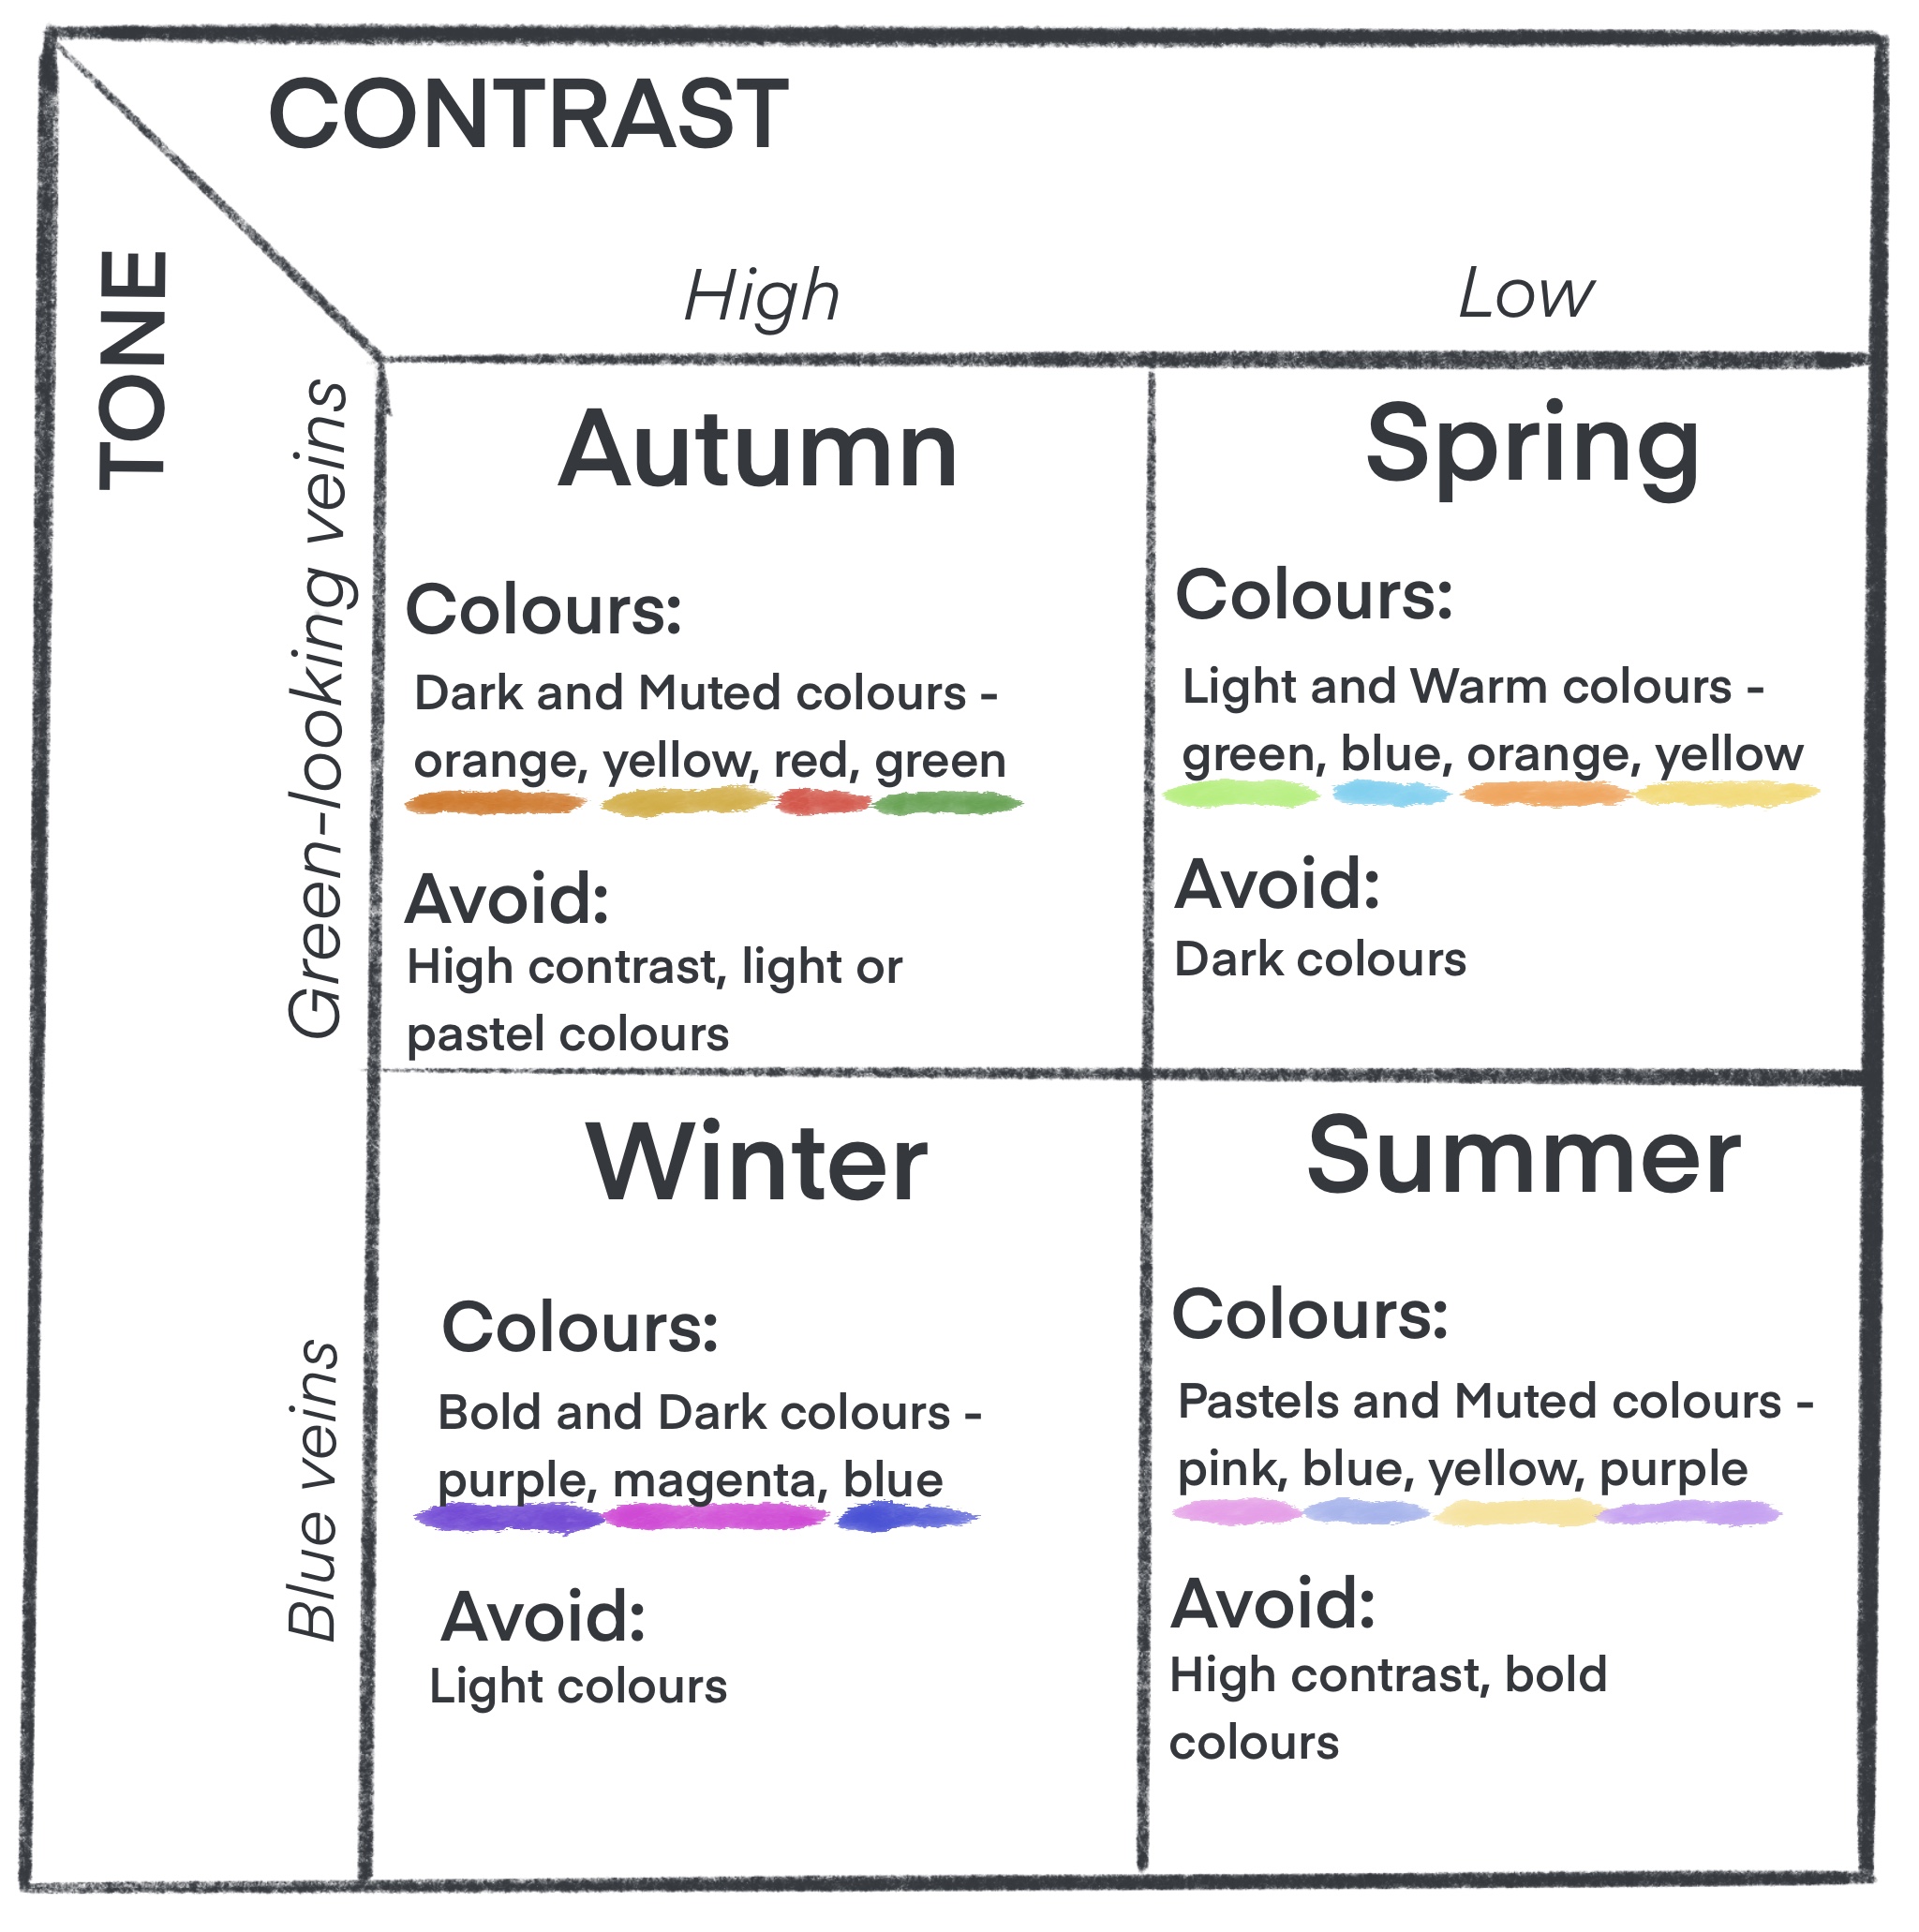 CONTRAST
TONE
High
Low
Green-looking veins
Autumn
Colours:
Dark and Muted colours -
orange, yellow, red, green
Avoid:
High contrast, light or
pastel colours
Spring
Colours:
Light and Warm colours -
green, blue, orange, yellow
Avoid:
Dark colours
Blue veins
Winter
Colours:
Bold and Dark colours -
purple, magenta, blue
Avoid:
Light colours
Summer
Colours:
Pastels and Muted colours -
pink, blue, yellow, purple
Avoid:
High contrast, bold
colours